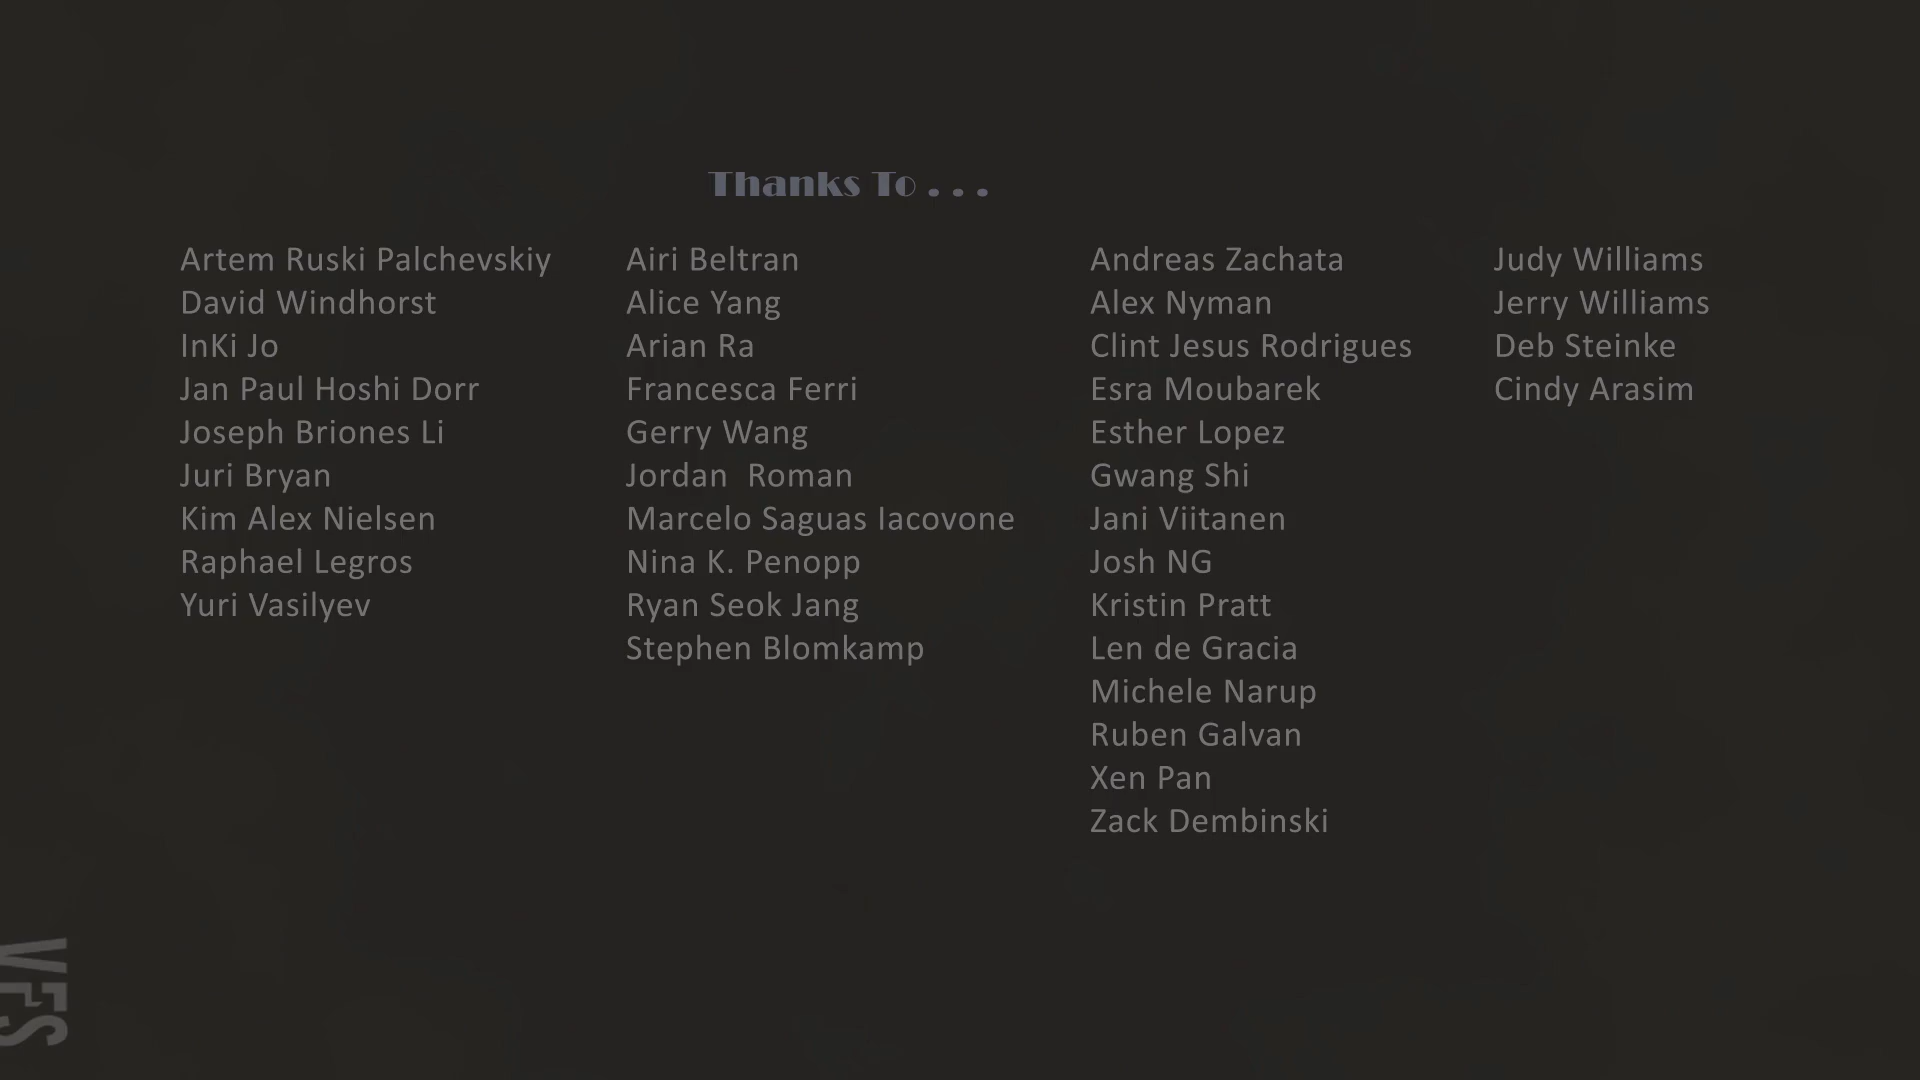 Thanks To . . .
Artem Ruski Palchevskiy
David Windhorst
InKi Jo
Jan Paul Hoshi Dorr
Joseph Briones Li
Juri Bryan
Kim Alex Nielsen
Raphael Legros
Yuri Vasilyev
Airi Beltran
Alice Yang
Arian Ra
Francesca Ferri
Gerry Wang
Jordan  Roman
Marcelo Saguas Iacovone
Nina K. Penopp
Ryan Seok Jang
Stephen Blomkamp
Andreas Zachata
Alex Nyman
Clint Jesus Rodrigues
Esra Moubarek
Esther Lopez
Gwang Shi
Jani Viitanen
Josh NG
Kristin Pratt
Len de Gracia
Michele Narup
Ruben Galvan
Xen Pan
Zack Dembinski
Judy Williams
Jerry Williams
Deb Steinke
Cindy Arasim
VFS